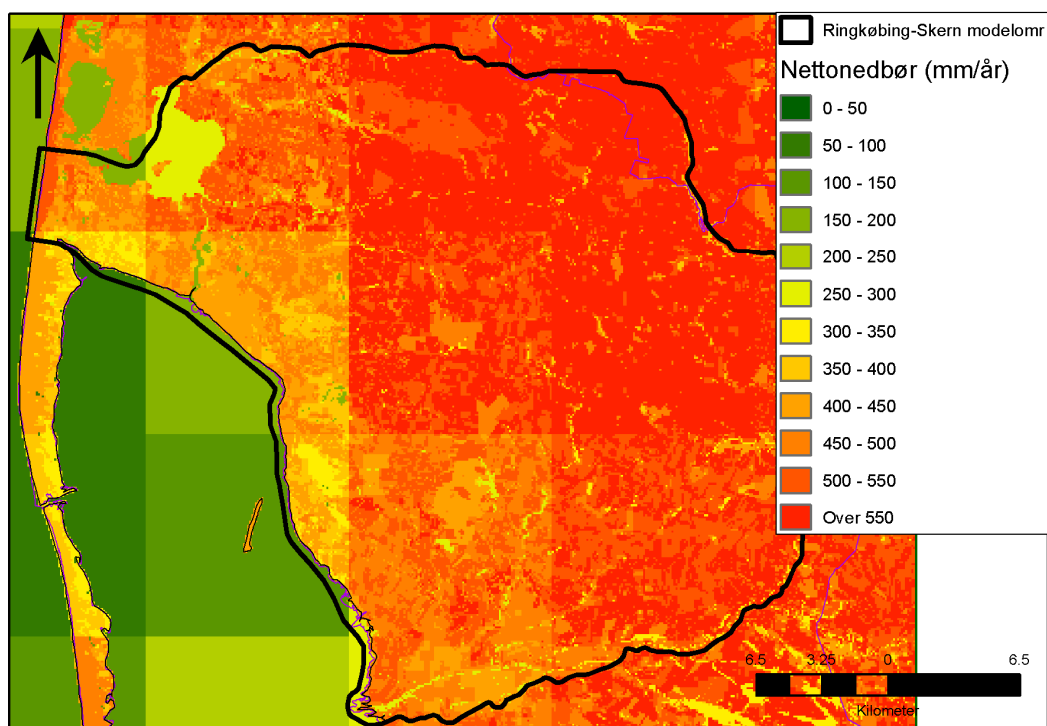 Ringkøbing-Skern modelomr
Nettonedbør (mm/år)
0 - 50
50 - 100
100 - 150
150 - 200
200 - 250
250 - 300
300 - 350
350 - 400
400 - 450
450 - 500
500 - 550
Over 550
6.5 3.25 0 6.5
Kilometer